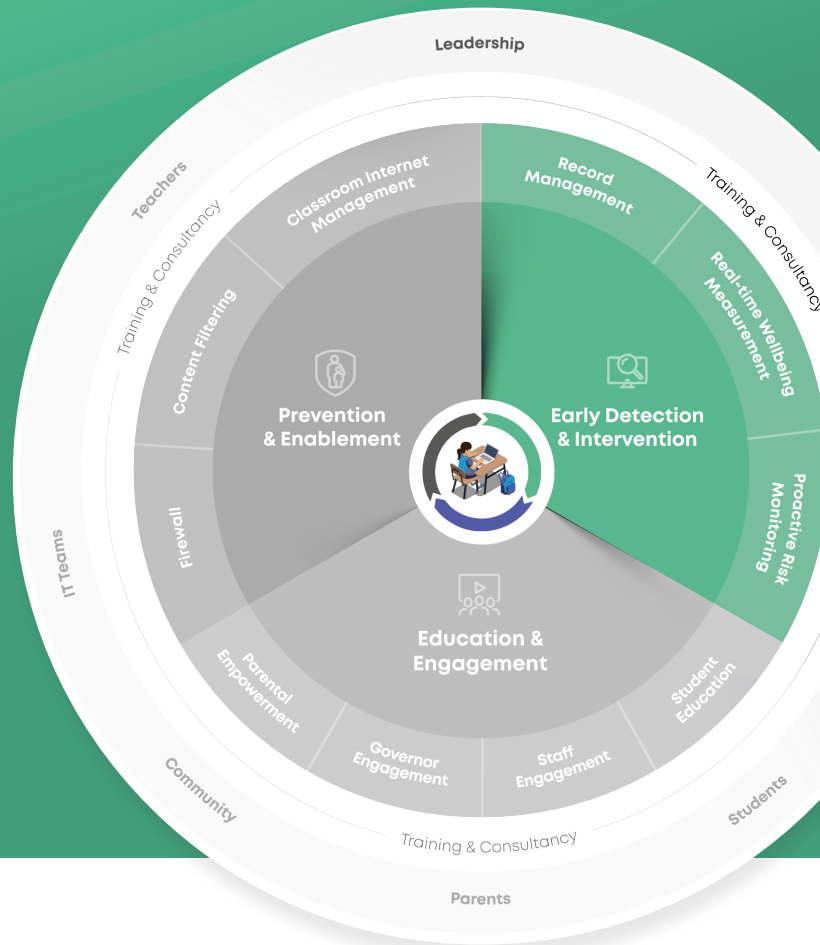 Leadership
Teachers
Training & Consultancy
Training & Consultancy
Classroom Internet
Management
Record
Management
Content Filtering
Real-time Wellbeing
Measurement
Prevention
& Enablement
Early Detection
& Intervention
Firewall
Proactive Risk
Monitoring
IT Teams
Education &
Engagement
Parental
Empowerment
Governor
Engagement
Staff
Engagement
Student
Education
Community
Students
Training & Consultancy
Parents